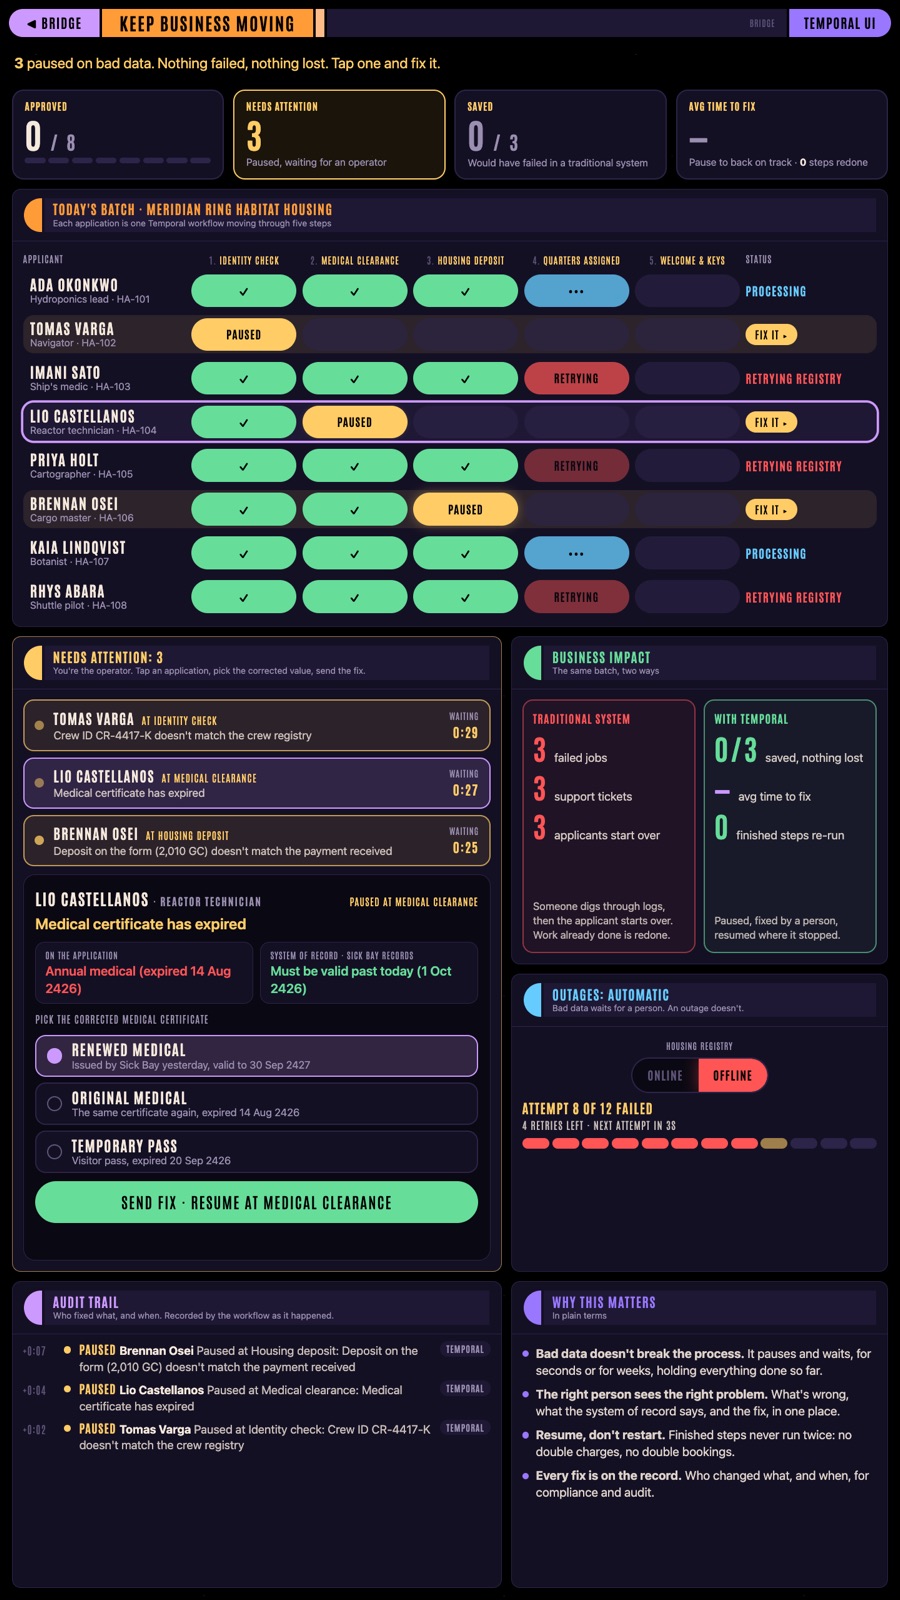 ◀ BRIDGE
KEEP BUSINESS MOVING
BRIDGE
TEMPORAL UI
3 paused on bad data. Nothing failed, nothing lost. Tap one and fix it.
APPROVED
0 / 8
NEEDS ATTENTION
3
Paused, waiting for an operator
SAVED
0 / 3
Would have failed in a traditional system
AVG TIME TO FIX
—
Pause to back on track · 0 steps redone
TODAY'S BATCH · MERIDIAN RING HABITAT HOUSING
Each application is one Temporal workflow moving through five steps
APPLICANT 1. IDENTITY CHECK 2. MEDICAL CLEARANCE 3. HOUSING DEPOSIT 4. QUARTERS ASSIGNED 5. WELCOME & KEYS STATUS
ADA OKONKWO
Hydroponics lead · HA-101
✓ ✓ ✓ ••• PROCESSING
TOMAS VARGA
Navigator · HA-102
PAUSED FIX IT ▸
IMANI SATO
Ship's medic · HA-103
✓ ✓ ✓ RETRYING RETRYING REGISTRY
LIO CASTELLANOS
Reactor technician · HA-104
✓ PAUSED FIX IT ▸
PRIYA HOLT
Cartographer · HA-105
✓ ✓ ✓ RETRYING RETRYING REGISTRY
BRENNAN OSEI
Cargo master · HA-106
✓ ✓ PAUSED FIX IT ▸
KAIA LINDQVIST
Botanist · HA-107
✓ ✓ ✓ ••• PROCESSING
RHYS ABARA
Shuttle pilot · HA-108
✓ ✓ ✓ RETRYING RETRYING REGISTRY
NEEDS ATTENTION: 3
You're the operator. Tap an application, pick the corrected value, send the fix.
TOMAS VARGA AT IDENTITY CHECK
Crew ID CR-4417-K doesn't match the crew registry
WAITING
0:29
LIO CASTELLANOS AT MEDICAL CLEARANCE
Medical certificate has expired
WAITING
0:27
BRENNAN OSEI AT HOUSING DEPOSIT
Deposit on the form (2,010 GC) doesn't match the payment received
WAITING
0:25
LIO CASTELLANOS · REACTOR TECHNICIAN
PAUSED AT MEDICAL CLEARANCE
Medical certificate has expired
ON THE APPLICATION
Annual medical (expired 14 Aug
2426)
SYSTEM OF RECORD · SICK BAY RECORDS
Must be valid past today (1 Oct
2426)
PICK THE CORRECTED MEDICAL CERTIFICATE
RENEWED MEDICAL
Issued by Sick Bay yesterday, valid to 30 Sep 2427
ORIGINAL MEDICAL
The same certificate again, expired 14 Aug 2426
TEMPORARY PASS
Visitor pass, expired 20 Sep 2426
SEND FIX · RESUME AT MEDICAL CLEARANCE
BUSINESS IMPACT
The same batch, two ways
TRADITIONAL SYSTEM
3 failed jobs
3 support tickets
3 applicants start over
Someone digs through logs,
then the applicant starts over.
Work already done is redone.
WITH TEMPORAL
0/3 saved, nothing lost
— avg time to fix
0 finished steps re-run
Paused, fixed by a person,
resumed where it stopped.
OUTAGES: AUTOMATIC
Bad data waits for a person. An outage doesn't.
HOUSING REGISTRY
ONLINE OFFLINE
ATTEMPT 8 OF 12 FAILED
4 RETRIES LEFT · NEXT ATTEMPT IN 3S
AUDIT TRAIL
Who fixed what, and when. Recorded by the workflow as it happened.
+0:07 PAUSED Brennan Osei Paused at Housing deposit: Deposit on the
form (2,010 GC) doesn't match the payment received
TEMPORAL
+0:04 PAUSED Lio Castellanos Paused at Medical clearance: Medical
certificate has expired
TEMPORAL
+0:02 PAUSED Tomas Varga Paused at Identity check: Crew ID CR-4417-K
doesn't match the crew registry
TEMPORAL
WHY THIS MATTERS
In plain terms
Bad data doesn't break the process. It pauses and waits, for
seconds or for weeks, holding everything done so far.
The right person sees the right problem. What's wrong,
what the system of record says, and the fix, in one place.
Resume, don't restart. Finished steps never run twice: no
double charges, no double bookings.
Every fix is on the record. Who changed what, and when, for
compliance and audit.